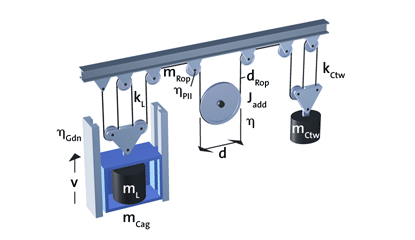 m_Rop
η_Pll
d_Rop
k_Ctw
k_L
J_add
η_Gdn
η
m_Ctw
d
v
m_L
m_Cag